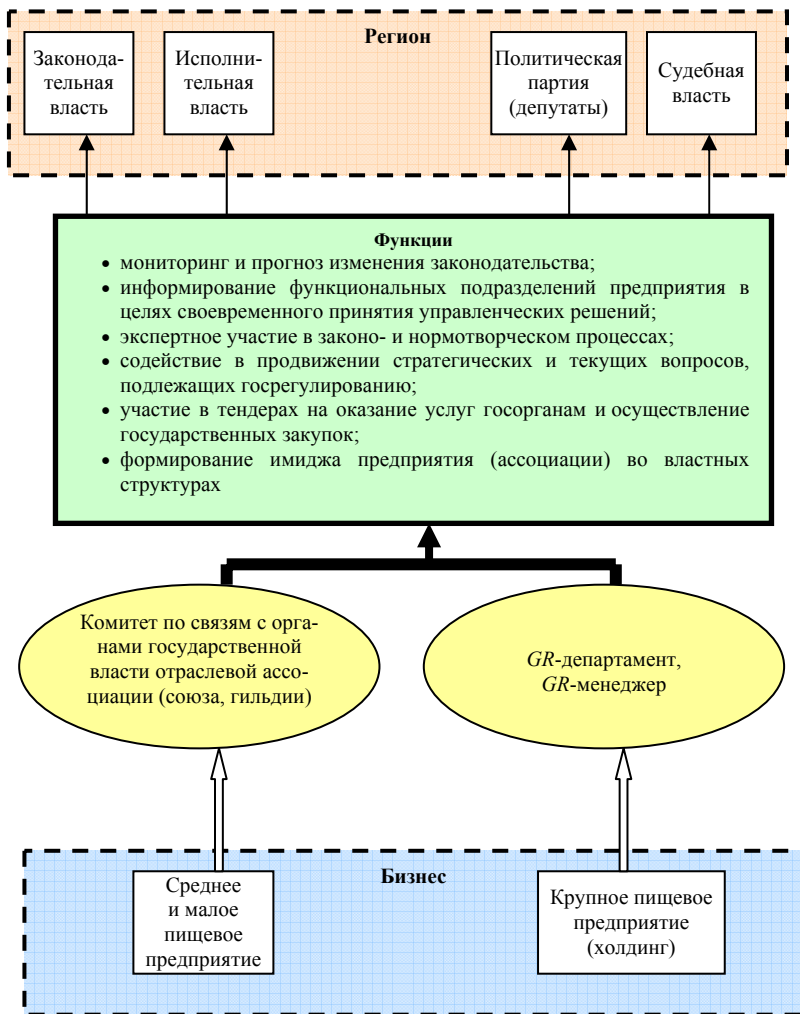 Регион
Законода-
тельная
власть
Исполни-
тельная
власть
Политическая
партия
(депутаты)
Судебная
власть
Функции
• мониторинг и прогноз изменения законодательства;
• информирование функциональных подразделений предприятия в
целях своевременного принятия управленческих решений;
• экспертное участие в законо- и нормотворческом процессах;
• содействие в продвижении стратегических и текущих вопросов,
подлежащих госрегулированию;
• участие в тендерах на оказание услуг госорганам и осуществление
государственных закупок;
• формирование имиджа предприятия (ассоциации) во властных
структурах
Комитет по связям с орга-
нами государственной
власти отраслевой ассо-
циации (союза, гильдии)
GR-департамент,
GR-менеджер
Бизнес
Среднее
и малое
пищевое
предприятие
Крупное пищевое
предприятие
(холдинг)